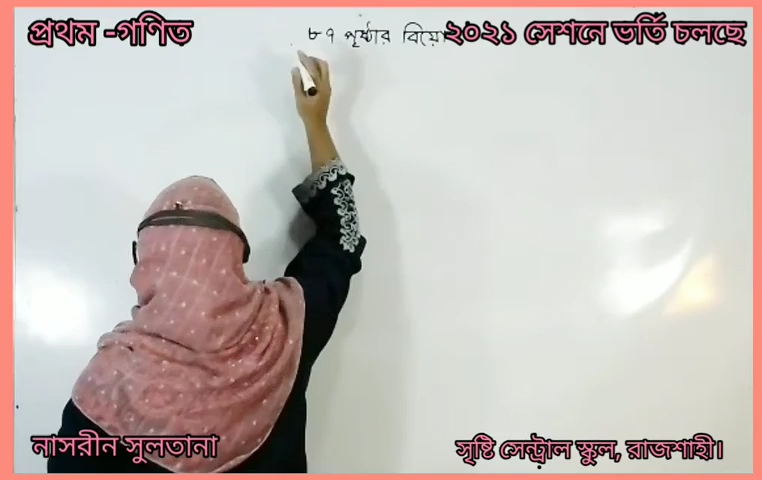 প্রথম -গণিত
২০২১ সেশনে ভর্তি চলছে
৮৭ পৃষ্ঠার
নাসরীন সুলতানা
সৃষ্টি সেন্ট্রাল স্কুল, রাজশাহী।